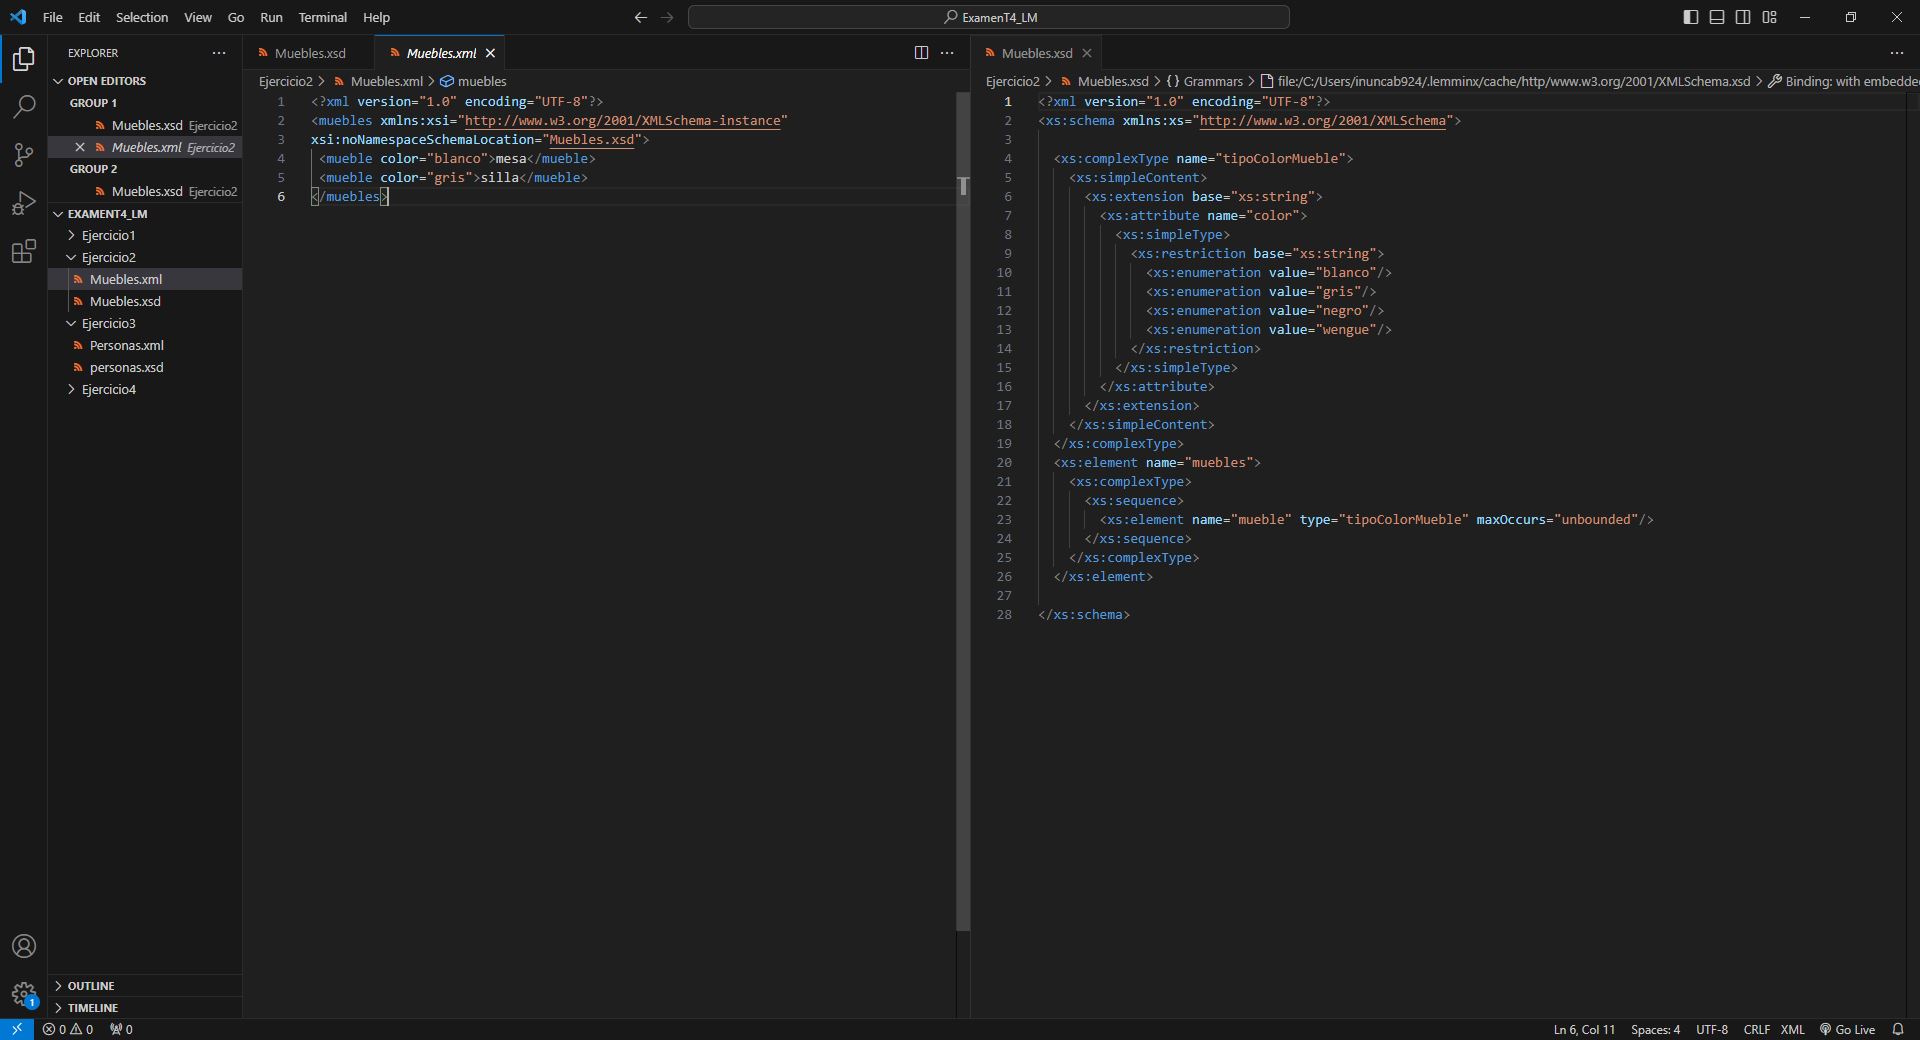 File Edit Selection View Go Run Terminal Help
ExamenT4_LM
EXPLORER
OPEN EDITORS
GROUP 1
Muebles.xsd Ejercicio2
Muebles.xml Ejercicio2
GROUP 2
Muebles.xsd Ejercicio2
EXAMENT4_LM
Ejercicio1
Ejercicio2
Muebles.xml
Muebles.xsd
Ejercicio3
Personas.xml
personas.xsd
Ejercicio4
OUTLINE
TIMELINE
Muebles.xsd
Muebles.xml
Ejercicio2 > Muebles.xml > muebles
1 <?xml version="1.0" encoding="UTF-8"?>
2 <muebles xmlns:xsi="http://www.w3.org/2001/XMLSchema-instance"
3 xsi:noNamespaceSchemaLocation="Muebles.xsd">
4 <mueble color="blanco">mesa</mueble>
5 <mueble color="gris">silla</mueble>
6 </muebles>
Muebles.xsd
Ejercicio2 > Muebles.xsd > {} Grammars > file:/C:/Users/inuncab924/.lemminx/cache/http/www.w3.org/2001/XMLSchema.xsd > Binding: with embedde
1 <?xml version="1.0" encoding="UTF-8"?>
2 <xs:schema xmlns:xs="http://www.w3.org/2001/XMLSchema">
3
4 <xs:complexType name="tipoColorMueble">
5 <xs:simpleContent>
6 <xs:extension base="xs:string">
7 <xs:attribute name="color">
8 <xs:simpleType>
9 <xs:restriction base="xs:string">
10 <xs:enumeration value="blanco"/>
11 <xs:enumeration value="gris"/>
12 <xs:enumeration value="negro"/>
13 <xs:enumeration value="wengue"/>
14 </xs:restriction>
15 </xs:simpleType>
16 </xs:attribute>
17 </xs:extension>
18 </xs:simpleContent>
19 </xs:complexType>
20 <xs:element name="muebles">
21 <xs:complexType>
22 <xs:sequence>
23 <xs:element name="mueble" type="tipoColorMueble" maxOccurs="unbounded"/>
24 </xs:sequence>
25 </xs:complexType>
26 </xs:element>
27
28 </xs:schema>
1
0 0 0
Ln 6, Col 11 Spaces: 4 UTF-8 CRLF XML Go Live